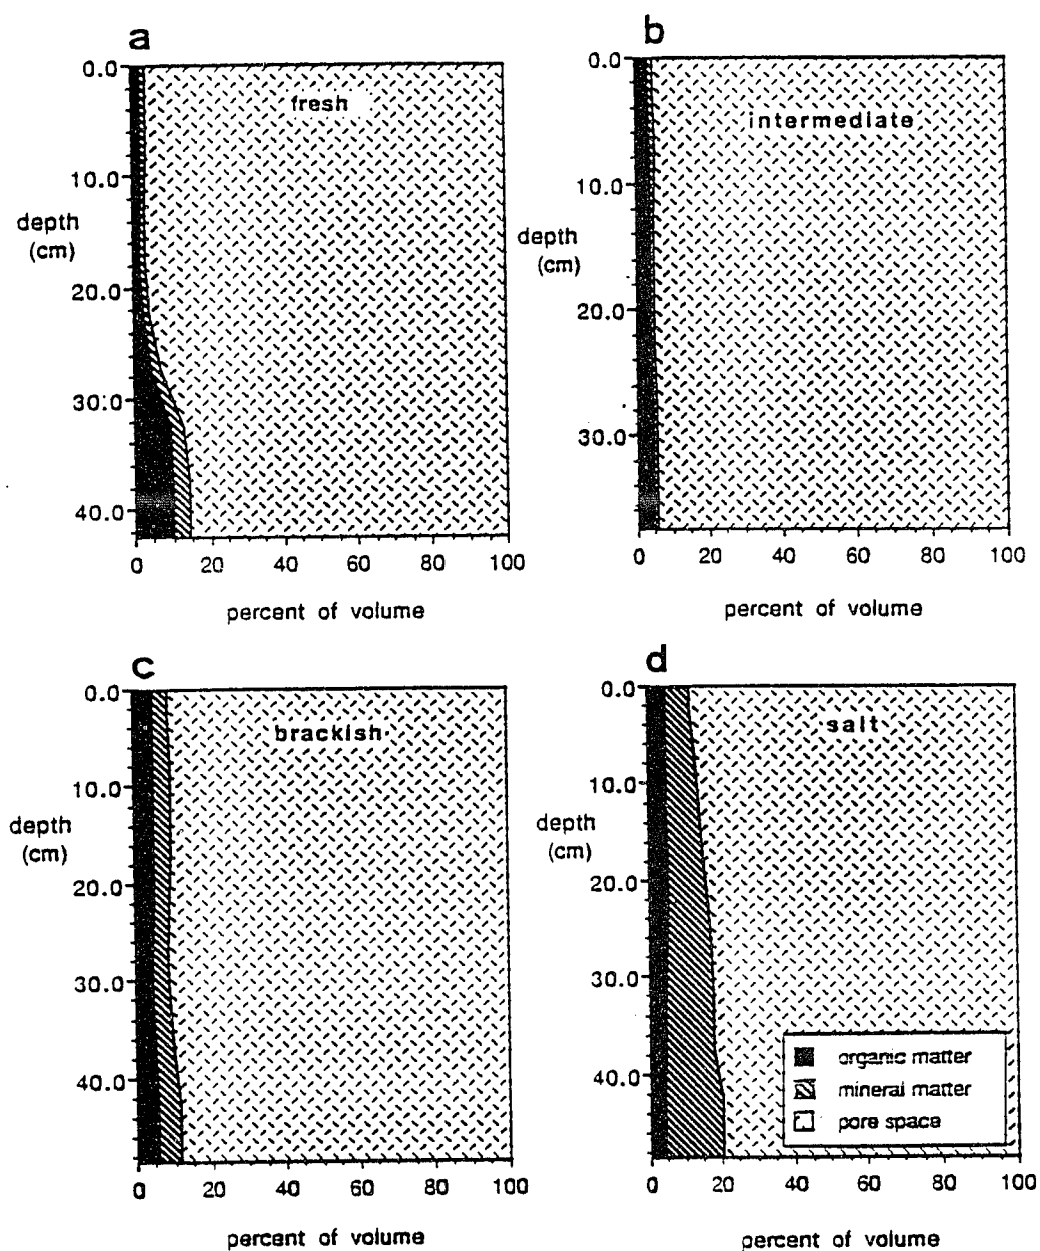 a
fresh
0.0
10.0
20.0
30.0
40.0
depth
(cm)
0 20 40 60 80 100
percent of volume
b
intermediate
0.0
10.0
20.0
30.0
depth
(cm)
0 20 40 60 80 100
percent of volume
c
brackish
0.0
10.0
20.0
30.0
40.0
depth
(cm)
0 20 40 60 80 100
percent of volume
d
salt
0.0
10.0
20.0
30.0
40.0
depth
(cm)
organic matter
mineral matter
pore space
0 20 40 60 80 100
percent of volume